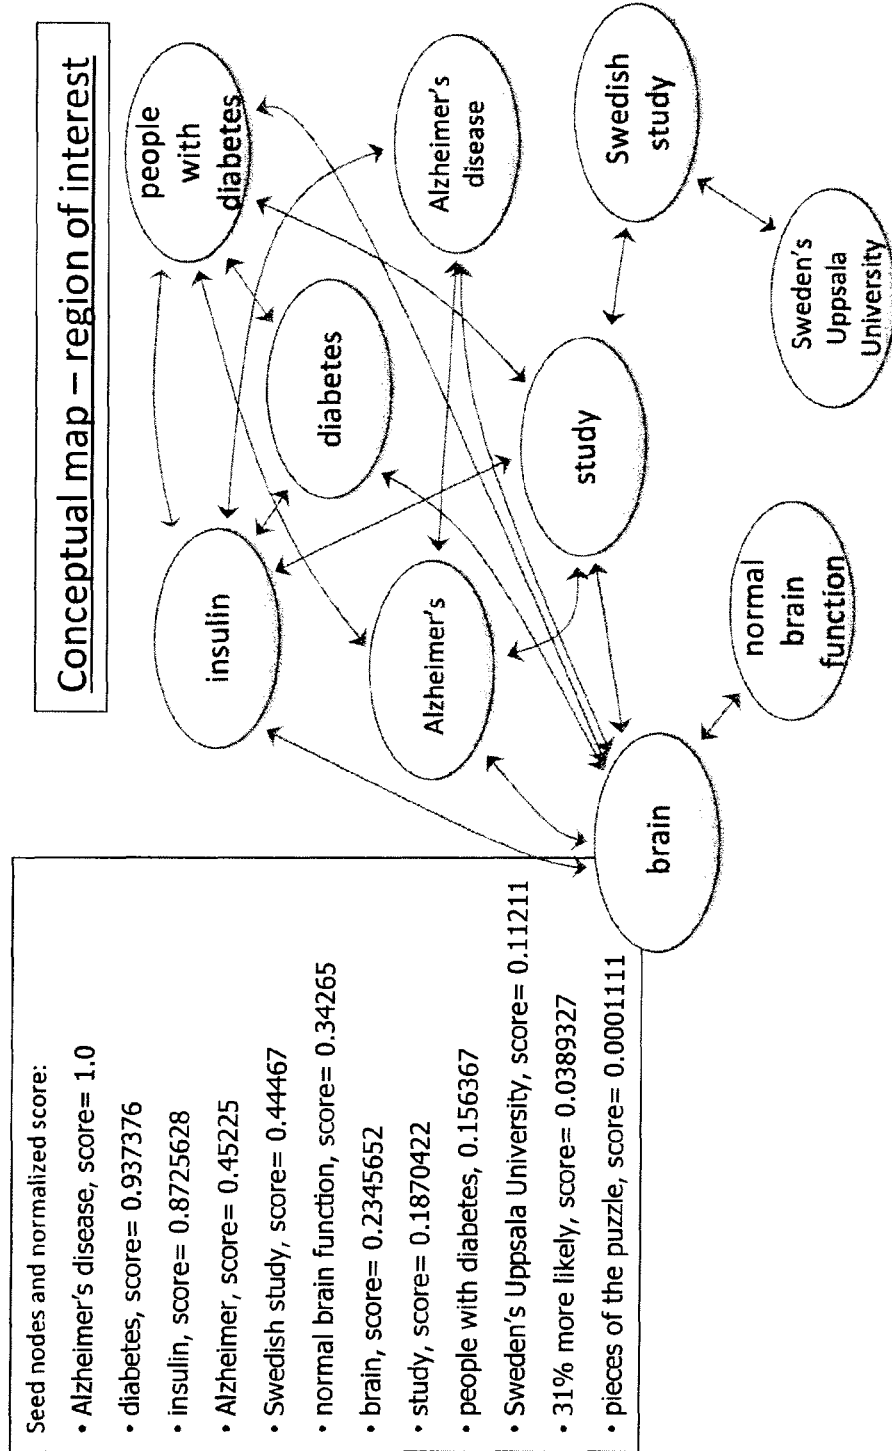 Conceptual map – region of interest
Seed nodes and normalized score:
• Alzheimer's disease, score= 1.0
• diabetes, score= 0.937376
• insulin, score= 0.8725628
• Alzheimer, score= 0.45225
• Swedish study, score= 0.44467
• normal brain function, score= 0.34265
• brain, score= 0.2345652
• study, score= 0.1870422
• people with diabetes, 0.156367
• Sweden's Uppsala University, score= 0.11211
• 31% more likely, score= 0.0389327
• pieces of the puzzle, score= 0.0001111
insulin
people
with
diabetes
diabetes
Alzheimer's
Alzheimer's
disease
study
Swedish
study
brain
normal
brain
function
Sweden's
Uppsala
University